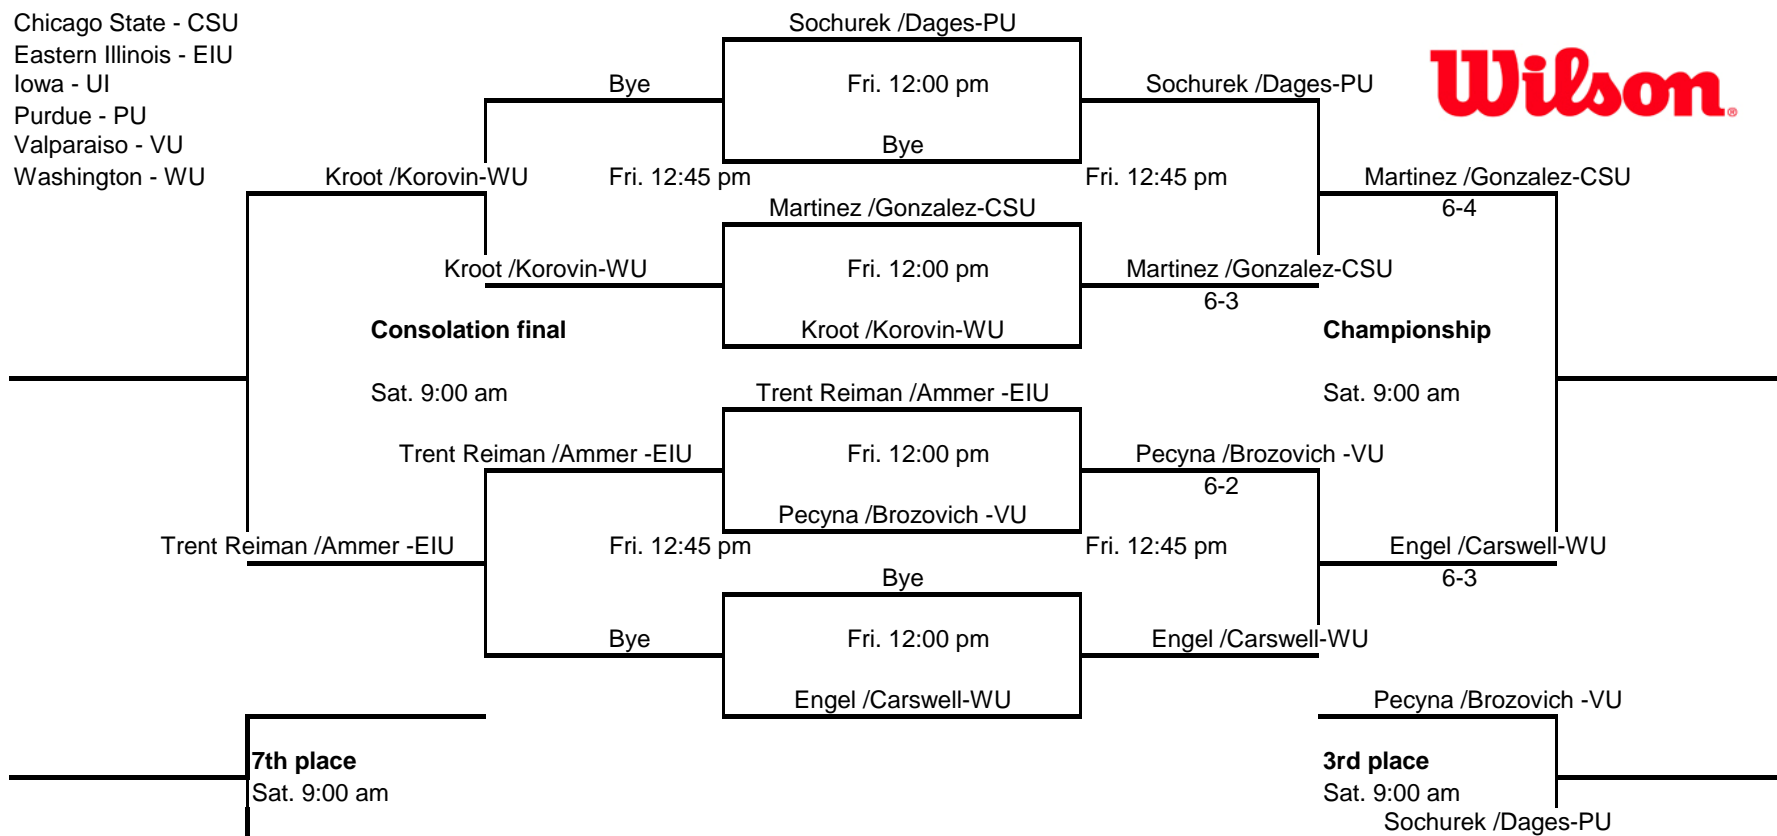 Chicago State - CSU
Eastern Illinois - EIU
Iowa - UI
Purdue - PU
Valparaiso - VU
Washington - WU
Wilson®
Sochurek /Dages-PU
Bye
Fri. 12:00 pm
Sochurek /Dages-PU
Bye
Kroot /Korovin-WU
Fri. 12:45 pm
Fri. 12:45 pm
Martinez /Gonzalez-CSU
6-4
Martinez /Gonzalez-CSU
Kroot /Korovin-WU
Fri. 12:00 pm
Martinez /Gonzalez-CSU
6-3
Consolation final
Kroot /Korovin-WU
Championship
Sat. 9:00 am
Trent Reiman /Ammer -EIU
Sat. 9:00 am
Trent Reiman /Ammer -EIU
Fri. 12:00 pm
Pecyna /Brozovich -VU
6-2
Pecyna /Brozovich -VU
Trent Reiman /Ammer -EIU
Fri. 12:45 pm
Fri. 12:45 pm
Engel /Carswell-WU
6-3
Bye
Bye
Fri. 12:00 pm
Engel /Carswell-WU
Engel /Carswell-WU
Pecyna /Brozovich -VU
7th place
Sat. 9:00 am
3rd place
Sat. 9:00 am
Sochurek /Dages-PU